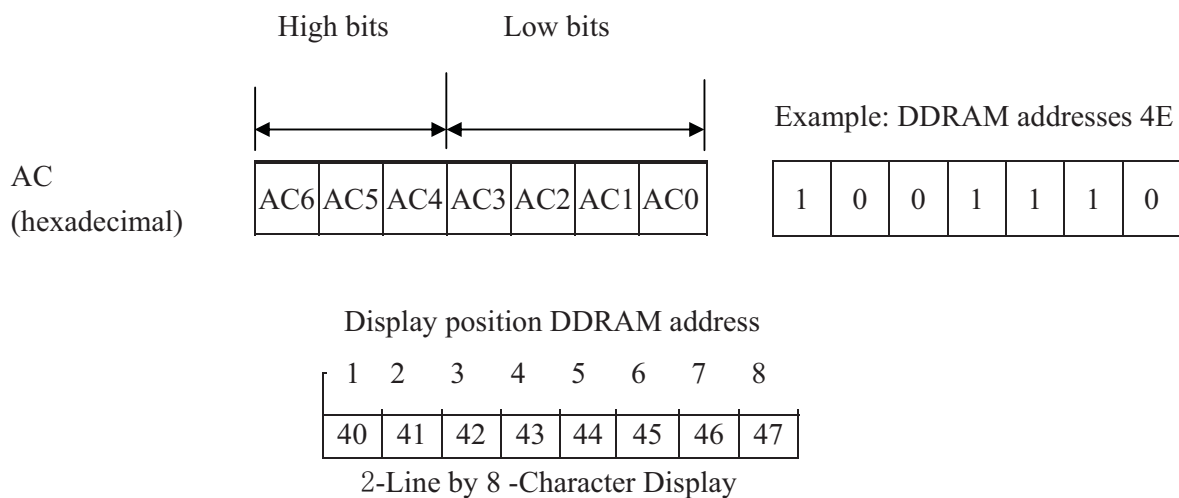 High bits Low bits
Example: DDRAM addresses 4E
AC
(hexadecimal)
AC6 AC5 AC4 AC3 AC2 AC1 AC0 1 0 0 1 1 1 0
Display position DDRAM address
1 2 3 4 5 6 7 8
40 41 42 43 44 45 46 47
2-Line by 8 -Character Display